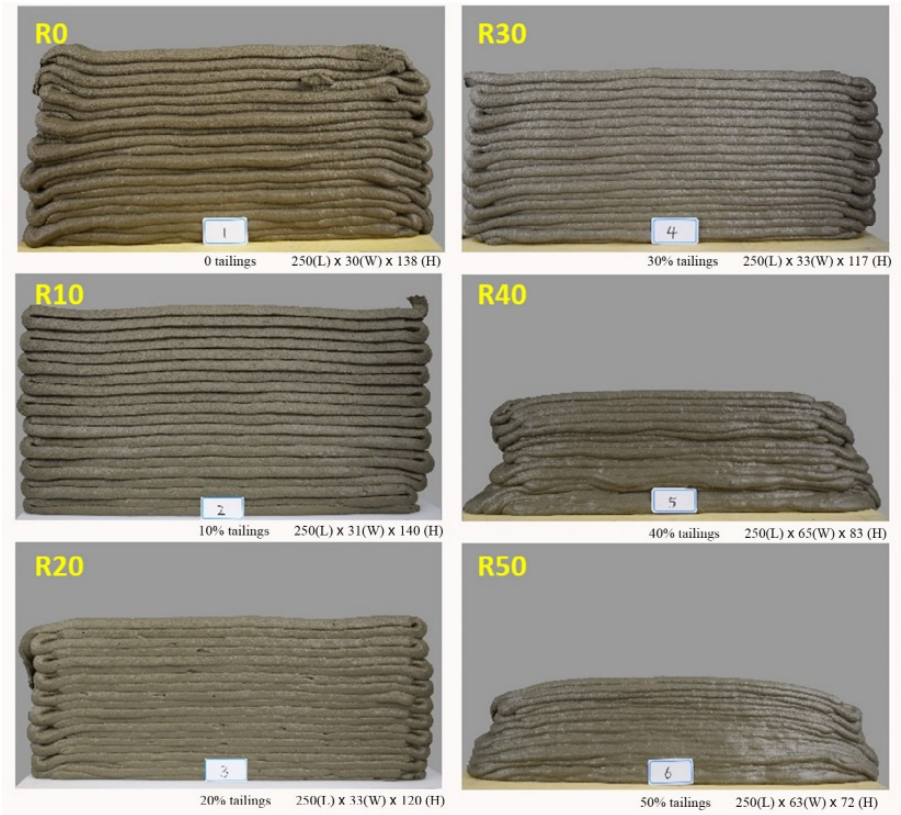 R0
1
0 tailings 250(L) x 30(W) x 138 (H)
R30
4
30% tailings 250(L) x 33(W) x 117 (H)
R10
2
10% tailings 250(L) x 31(W) x 140 (H)
R40
5
40% tailings 250(L) x 65(W) x 83 (H)
R20
3
20% tailings 250(L) x 33(W) x 120 (H)
R50
6
50% tailings 250(L) x 63(W) x 72 (H)